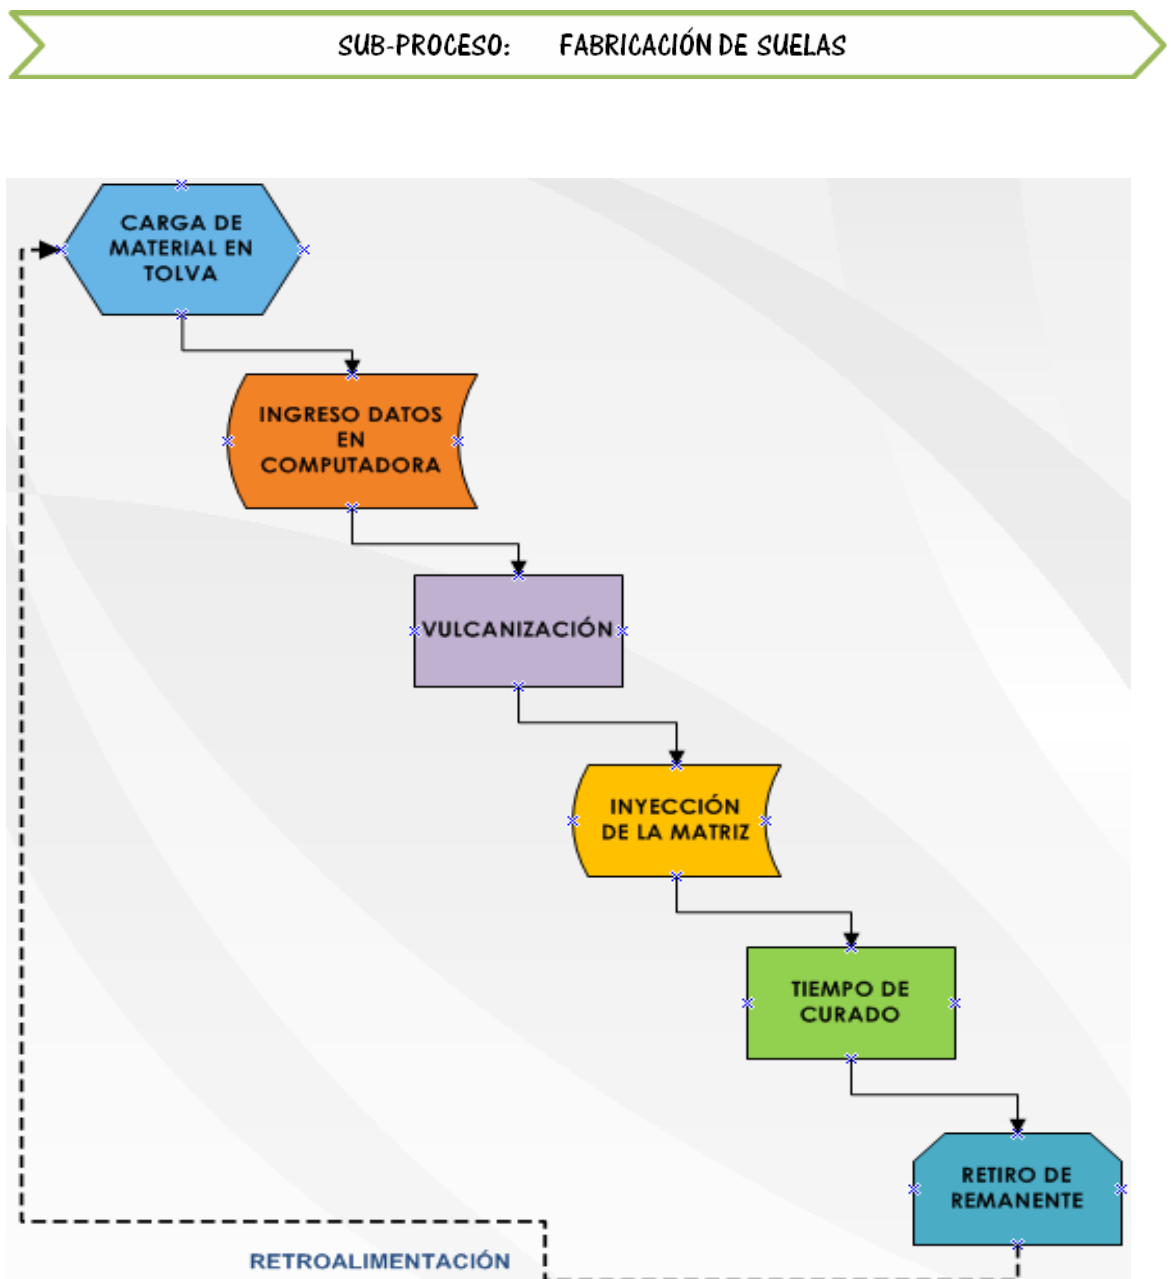 SUB-PROCESO: FABRICACIÓN DE SUELAS
CARGA DE
MATERIAL EN
TOLVA
INGRESO DATOS
EN
COMPUTADORA
VULCANIZACIÓN
INYECCIÓN
DE LA MATRIZ
TIEMPO DE
CURADO
RETIRO DE
REMANENTE
RETROALIMENTACIÓN